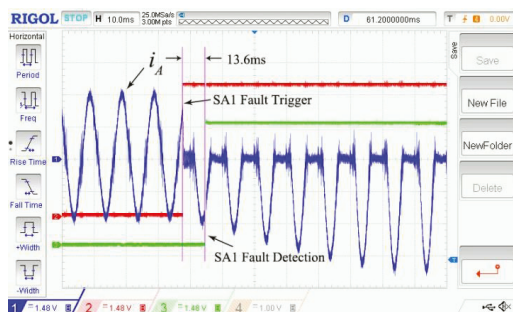 RIGOL STOP H 10.0ms 25.0MSa/s 3.00M pts D 61.2000000ms T 0.00V
Horizontal
Period
Freq
Rise Time
Fall Time
+Width
-Width
i_A
13.6ms
SA1 Fault Trigger
SA1 Fault Detection
Save
Save
New File
NewFolder
Delete
1 = 1.48 V 2 = 1.48 V 3 = 1.48 V 4 = 1.00 V